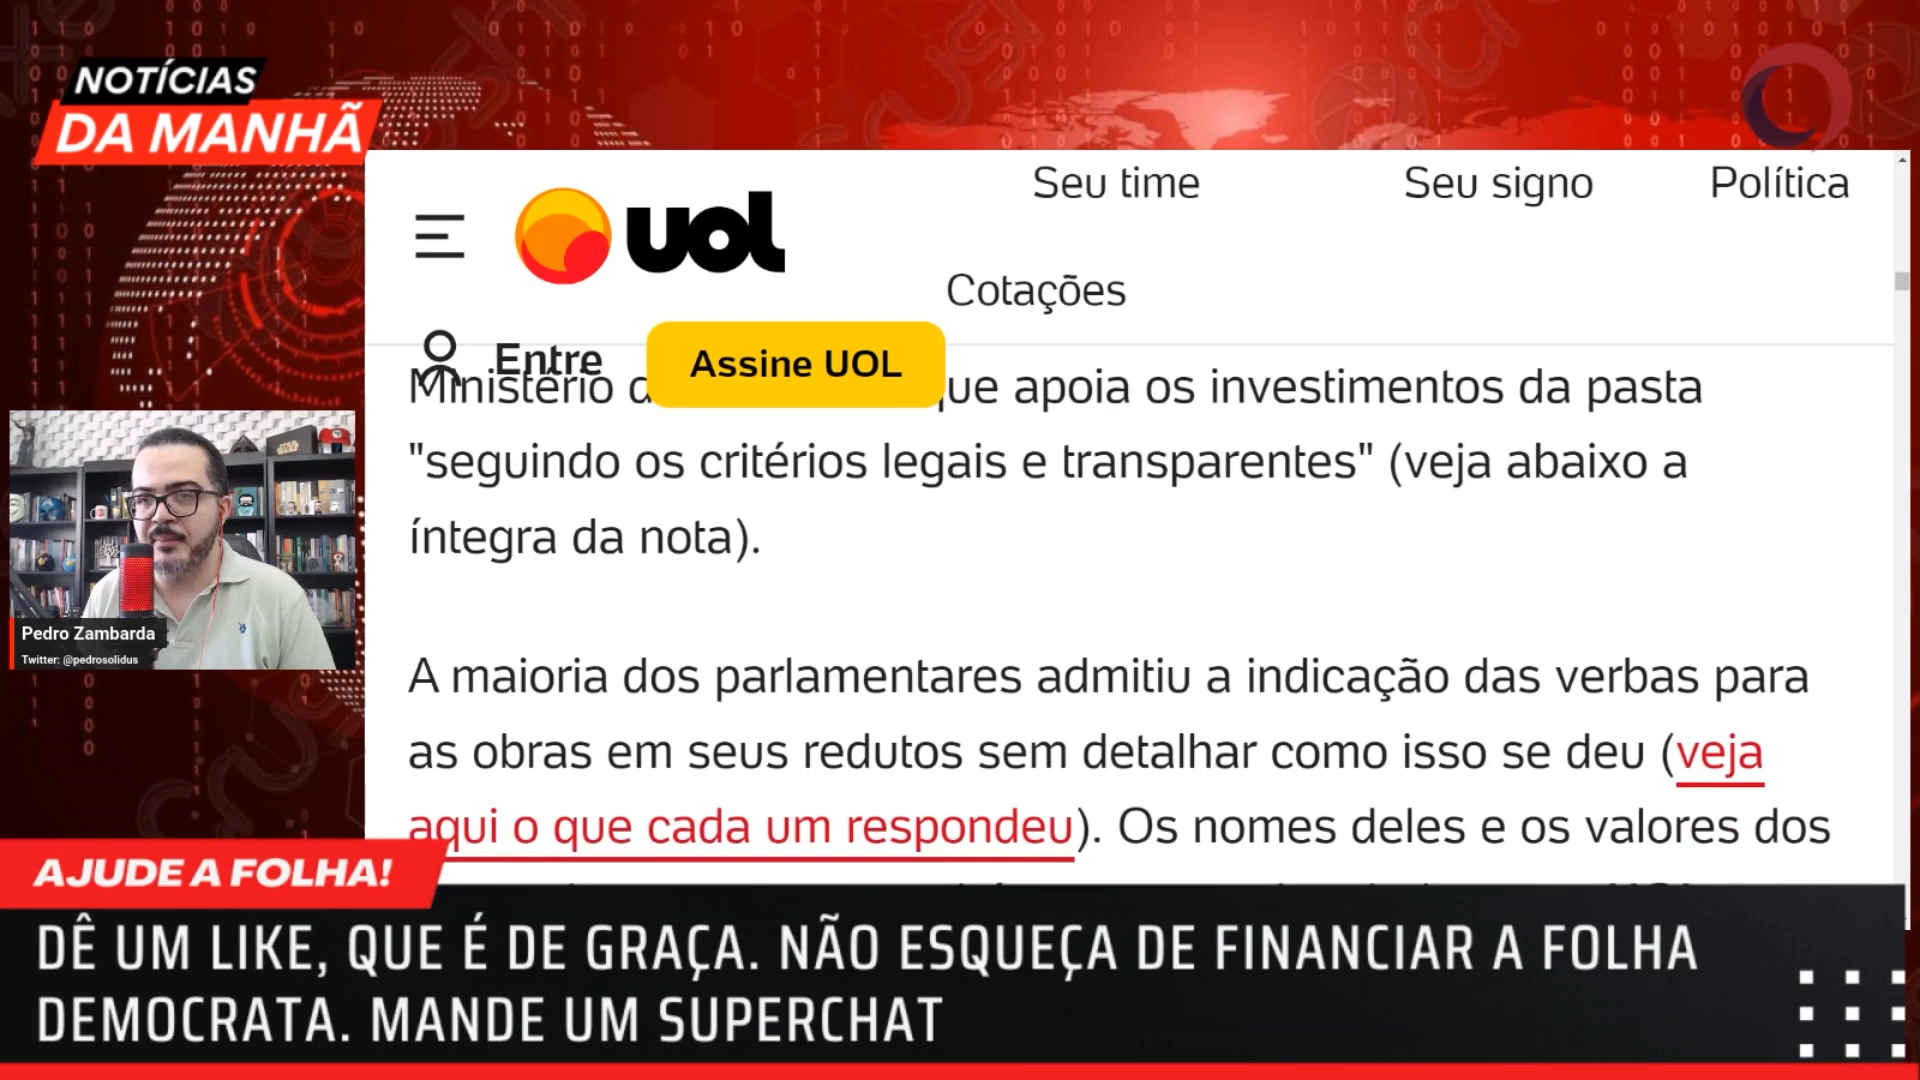 NOTÍCIAS
DA MANHÃ
uol
Seu time
Seu signo
Política
Cotações
Entre
Assine UOL
Ministério d ue apoia os investimentos da pasta
"seguindo os critérios legais e transparentes" (veja abaixo a
íntegra da nota).
A maioria dos parlamentares admitiu a indicação das verbas para
as obras em seus redutos sem detalhar como isso se deu (veja
aqui o que cada um respondeu). Os nomes deles e os valores dos
Pedro Zambarda
Twitter: @pedrosolidus
AJUDE A FOLHA!
DÊ UM LIKE, QUE É DE GRAÇA. NÃO ESQUEÇA DE FINANCIAR A FOLHA
DEMOCRATA. MANDE UM SUPERCHAT